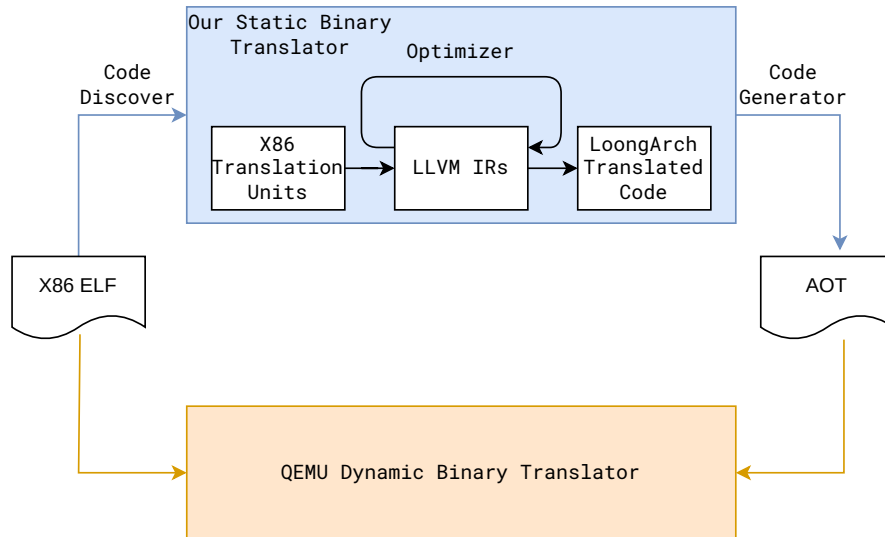 Our Static Binary
Translator
Optimizer
Code
Discover
Code
Generator
X86
Translation
Units
LLVM IRs
LoongArch
Translated
Code
X86 ELF
AOT
QEMU Dynamic Binary Translator